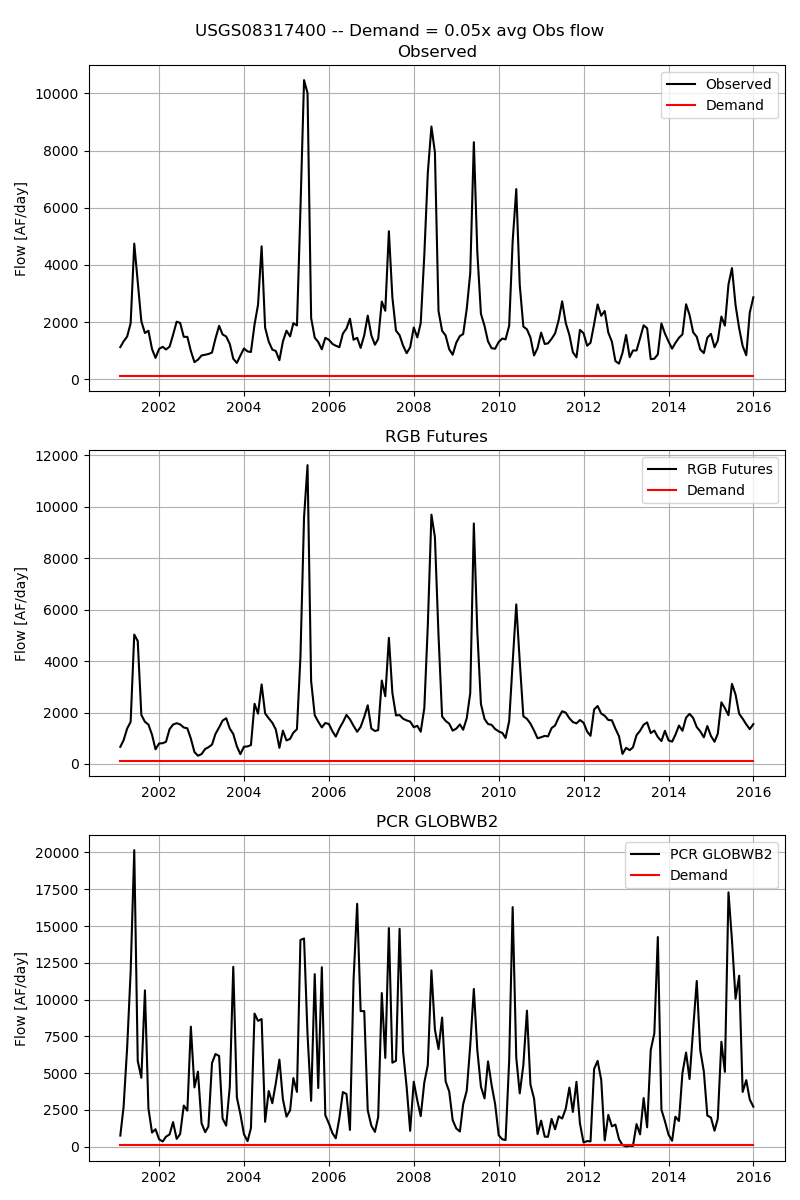 USGS08317400 -- Demand = 0.05x avg Obs flow
Observed
Flow [AF/day]
10000
8000
6000
4000
2000
0
Observed
Demand
2002 2004 2006 2008 2010 2012 2014 2016
RGB Futures
Flow [AF/day]
12000
10000
8000
6000
4000
2000
0
RGB Futures
Demand
2002 2004 2006 2008 2010 2012 2014 2016
PCR GLOBWB2
Flow [AF/day]
20000
17500
15000
12500
10000
7500
5000
2500
0
PCR GLOBWB2
Demand
2002 2004 2006 2008 2010 2012 2014 2016